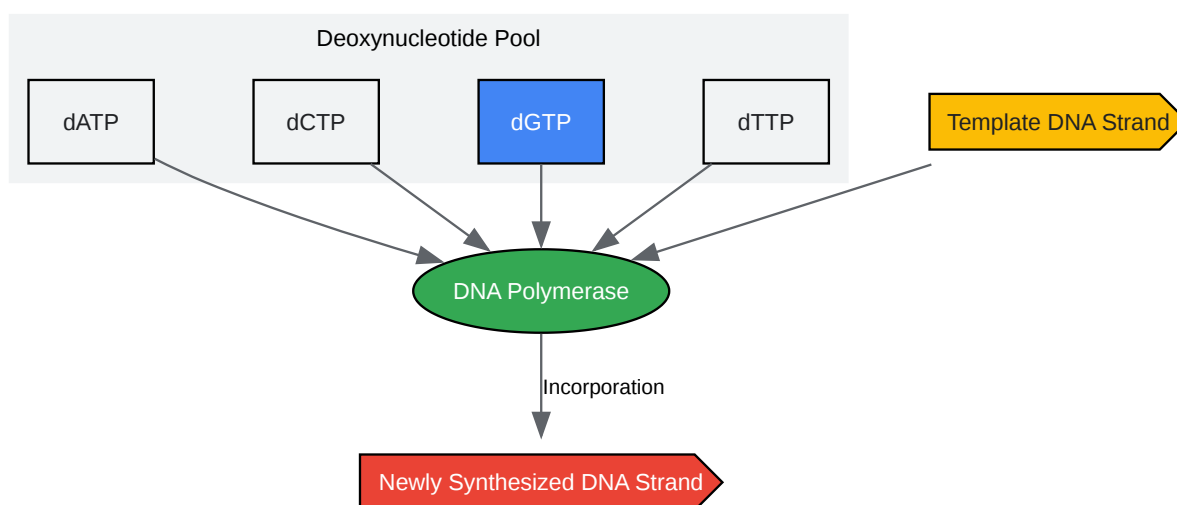 Deoxynucleotide Pool
dATP
dCTP
dGTP
dTTP
Template DNA Strand
DNA Polymerase
Incorporation
Newly Synthesized DNA Strand